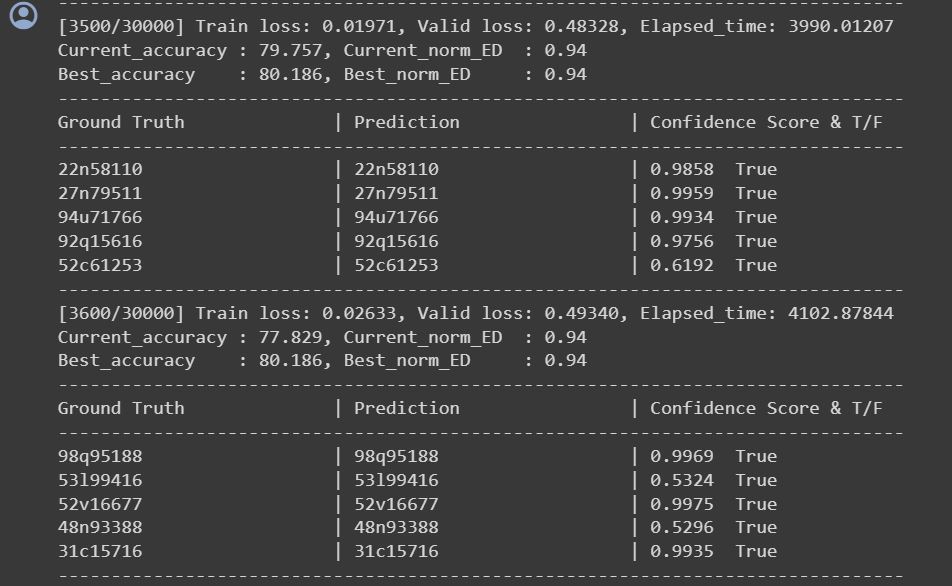 --------------------------------------------------------------------------------
[3500/30000] Train loss: 0.01971, Valid loss: 0.48328, Elapsed_time: 3990.01207
Current_accuracy : 79.757, Current_norm_ED  : 0.94
Best_accuracy    : 80.186, Best_norm_ED     : 0.94
--------------------------------------------------------------------------------
Ground Truth              | Prediction                | Confidence Score & T/F
--------------------------------------------------------------------------------
22n58110                  | 22n58110                  | 0.9858  True
27n79511                  | 27n79511                  | 0.9959  True
94u71766                  | 94u71766                  | 0.9934  True
92q15616                  | 92q15616                  | 0.9756  True
52c61253                  | 52c61253                  | 0.6192  True
--------------------------------------------------------------------------------
[3600/30000] Train loss: 0.02633, Valid loss: 0.49340, Elapsed_time: 4102.87844
Current_accuracy : 77.829, Current_norm_ED  : 0.94
Best_accuracy    : 80.186, Best_norm_ED     : 0.94
--------------------------------------------------------------------------------
Ground Truth              | Prediction                | Confidence Score & T/F
--------------------------------------------------------------------------------
98q95188                  | 98q95188                  | 0.9969  True
53l99416                  | 53l99416                  | 0.5324  True
52v16677                  | 52v16677                  | 0.9975  True
48n93388                  | 48n93388                  | 0.5296  True
31c15716                  | 31c15716                  | 0.9935  True
--------------------------------------------------------------------------------